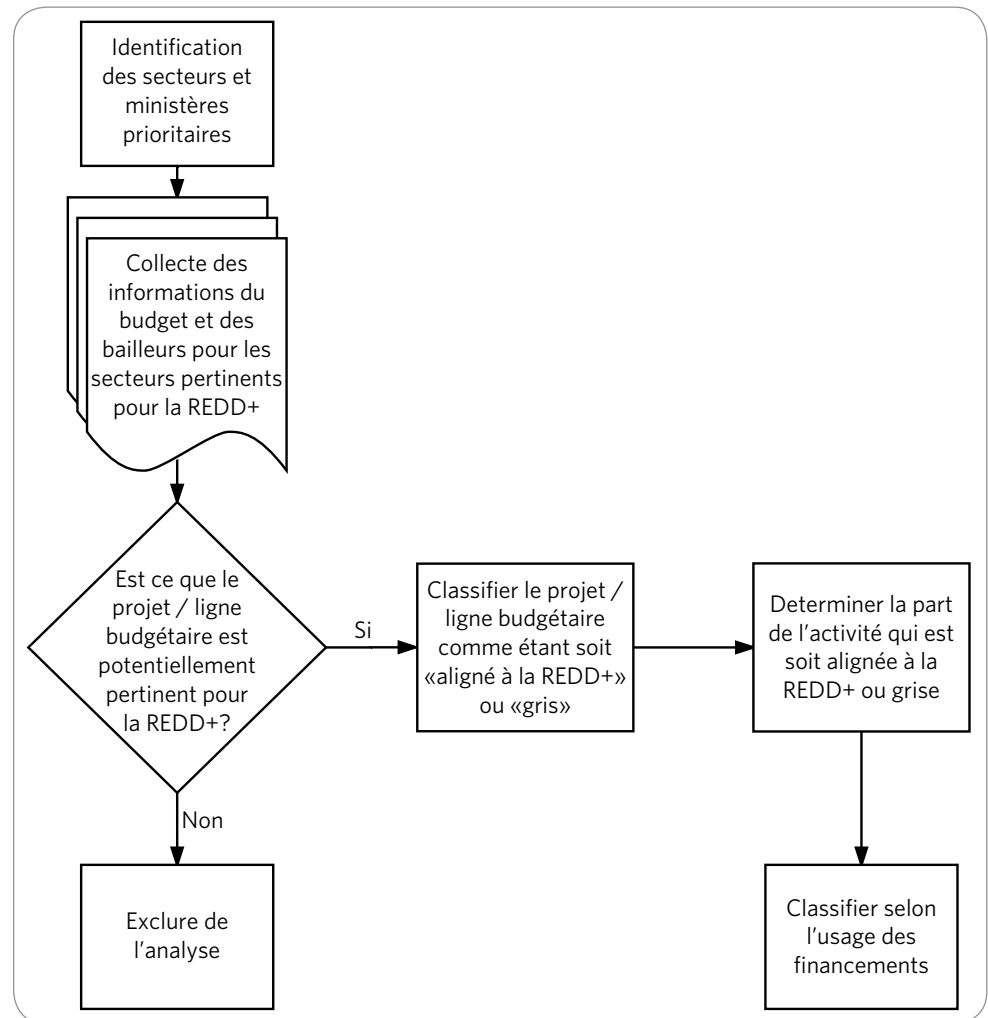 Identification
des secteurs et
ministères
prioritaires
Collecte des
informations du
budget et des
bailleurs pour les
secteurs pertinents
pour la REDD+
Est ce que le
projet / ligne
budgétaire est
potentiellement
pertinent pour
la REDD+?
Si
Classifier le projet /
ligne budgétaire
comme étant soit
«aligné à la REDD+»
ou «gris»
Determiner la part
de l'activité qui est
soit alignée à la
REDD+ ou grise
Non
Exclure de
l'analyse
Classifier selon
l'usage des
financements